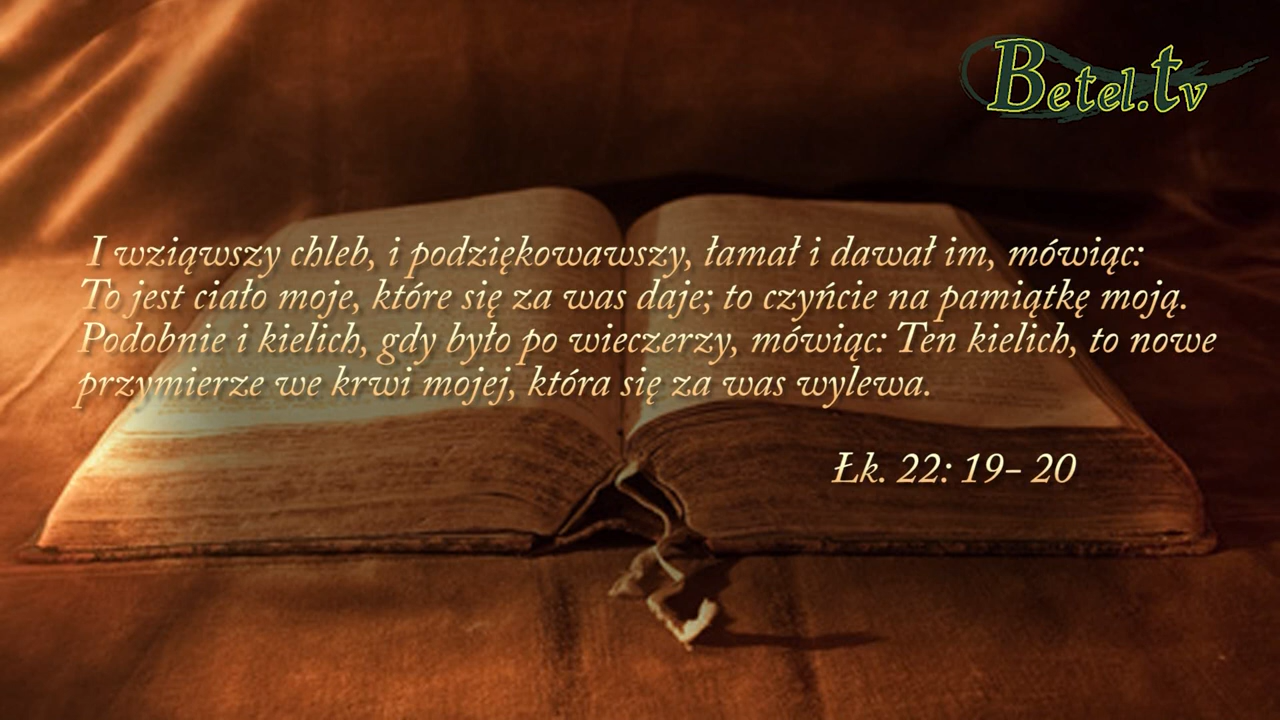 Betel.tv
I wziąwszy chleb, i podziękowawszy, łamał i dawał im, mówiąc:
To jest ciało moje, które się za was daje; to czyńcie na pamiątkę moją.
Podobnie i kielich, gdy było po wieczerzy, mówiąc: Ten kielich, to nowe
przymierze we krwi mojej, która się za was wylewa.
Łk. 22: 19- 20